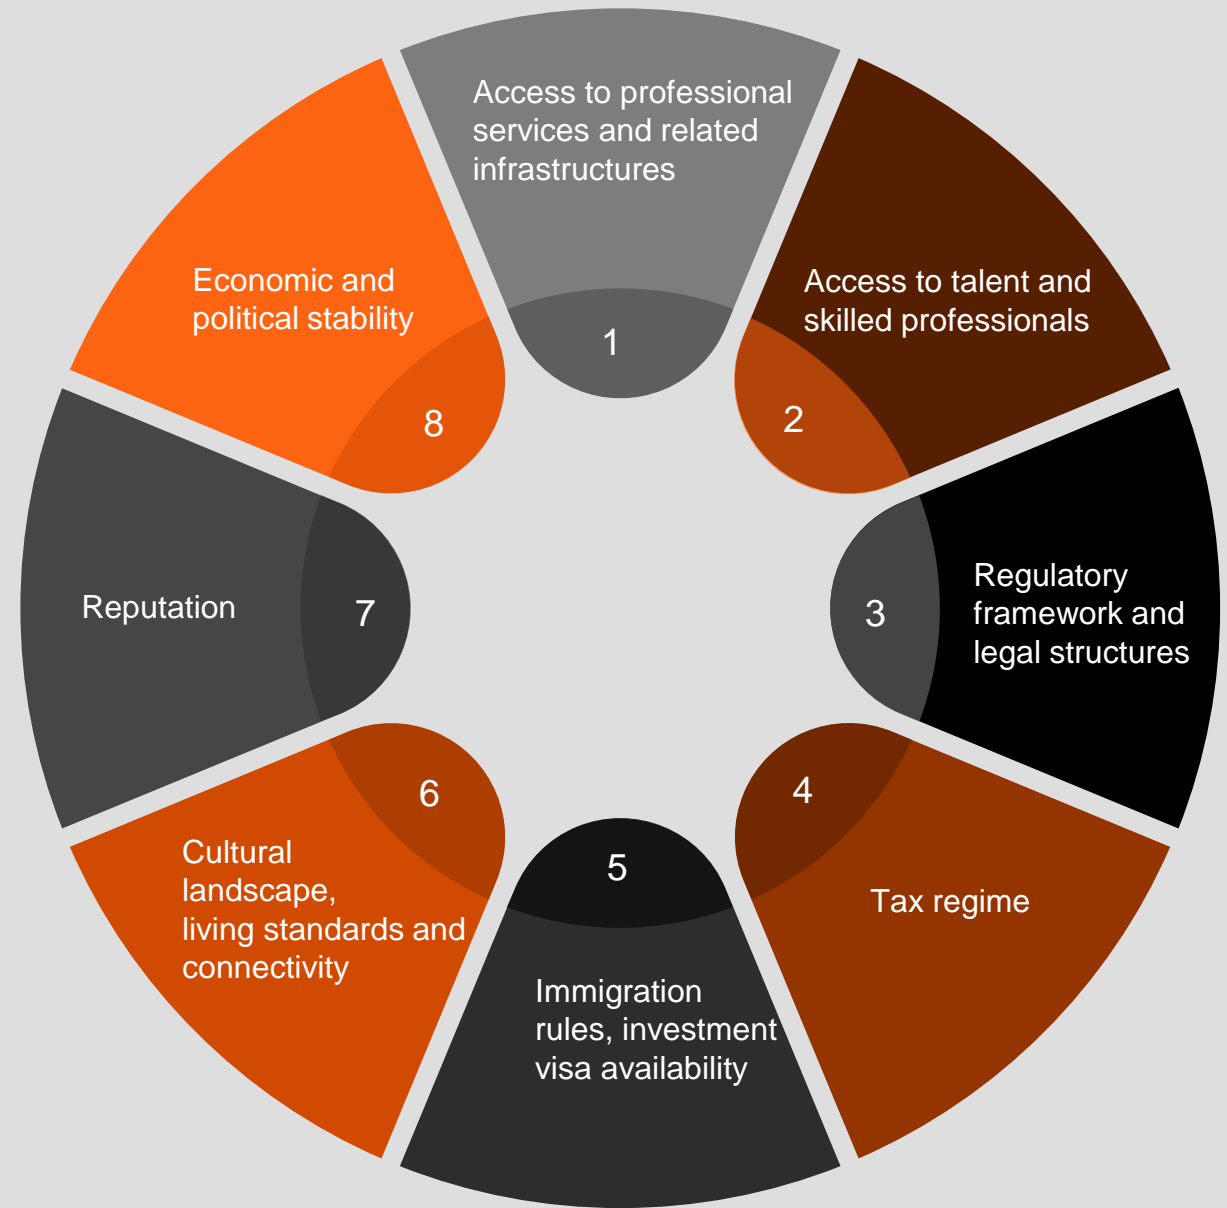 1
Access to professional
services and related
infrastructures
2
Access to talent and
skilled professionals
3
Regulatory
framework and
legal structures
4
Tax regime
5
Immigration
rules, investment
visa availability
6
Cultural
landscape,
living standards and
connectivity
7
Reputation
8
Economic and
political stability